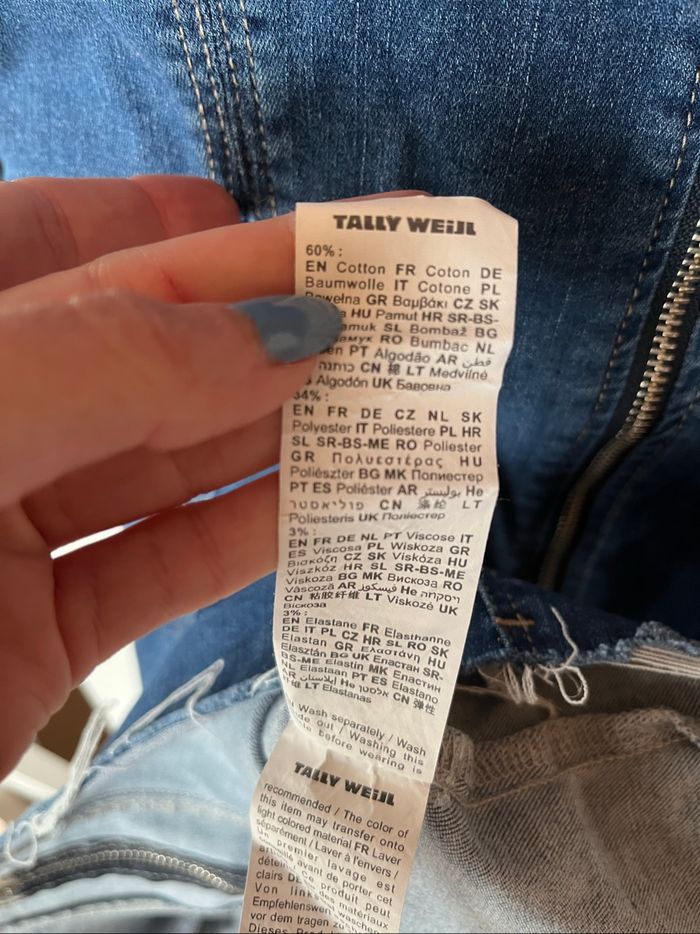 TALLY WEiJL
60% :
EN Cotton FR Coton DE
Baumwolle IT Cotone PL
GR Βαμβάκι CZ SK
HU Pamut HR SR-BS-
SL Bombaž BG
RO Bumbac NL
PT Algodão AR قطن
כותנה CN 棉 LT Medvilnė
Algodón UK Бавовна
34% :
EN FR DE CZ NL SK
Polyester IT Poliestere PL HR
SL SR-BS-ME RO Poliester
GR Πολυεστέρας HU
Poliészter BG MK Полиестер
PT ES Poliéster AR بوليستر He
פוליאסטר CN 涤纶 LT
Poliesteris UK Поліестер
3% :
EN FR DE NL PT Viscose IT
ES Viscosa PL Wiskoza GR
Βισκόζη CZ SK Viskóza HU
Viszkóz HR SL SR-BS-ME
Viskoza BG MK Вискоза RO
Vâscoză AR فيسكوز He ויסקוזה
CN 粘胶纤维 LT Viskozė UK
Віскоза
3% :
EN Elastane FR Elasthanne
DE IT PL CZ HR SL RO SK
Elastan GR Ελαστάνη HU
Elasztán BG UK Еластан SR-
BS-ME Elastin MK Еластин
NL Elastaan PT ES Elastano
AR إيلاستان He אלסטן CN 弹性
LT Elastanas
Wash separately / Wash
out / Washing this
before wearing is
TALLY WEiJL
recommended / The color of
this item may transfer onto
light colored material FR Laver
séparément / Laver à l'envers /
Un premier lavage est
avant de porter cet
clairs Ce produit peut
Von links waschen
vor dem tragen
Dieses